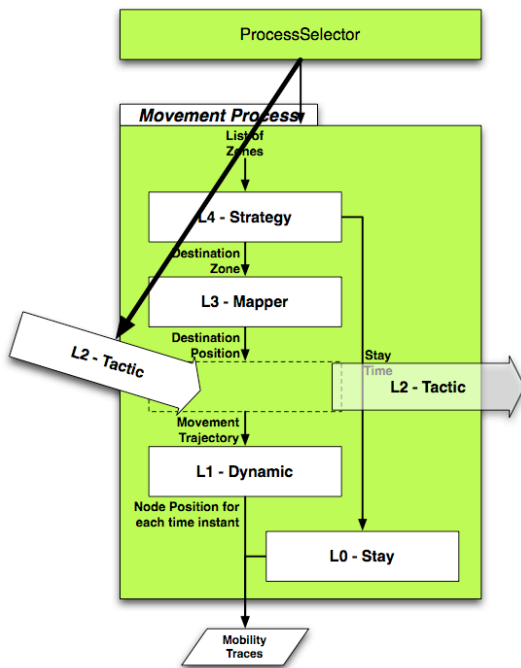 ProcessSelector
Movement Process
List of
Zones
L4 - Strategy
Destination
Zone
L3 - Mapper
Destination
Position
L2 - Tactic
Stay
Time
L2 - Tactic
Movement
Trajectory
L1 - Dynamic
Node Position for
each time instant
L0 - Stay
Mobility
Traces